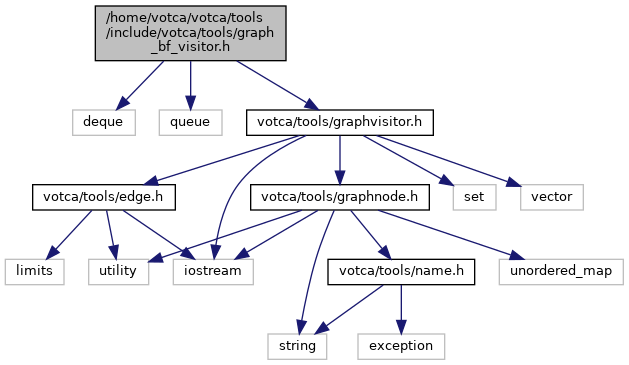 /home/votca/votca/tools
/include/votca/tools/graph
_bf_visitor.h
deque
queue
votca/tools/graphvisitor.h
votca/tools/edge.h
votca/tools/graphnode.h
set
vector
limits
utility
iostream
votca/tools/name.h
unordered_map
string
exception